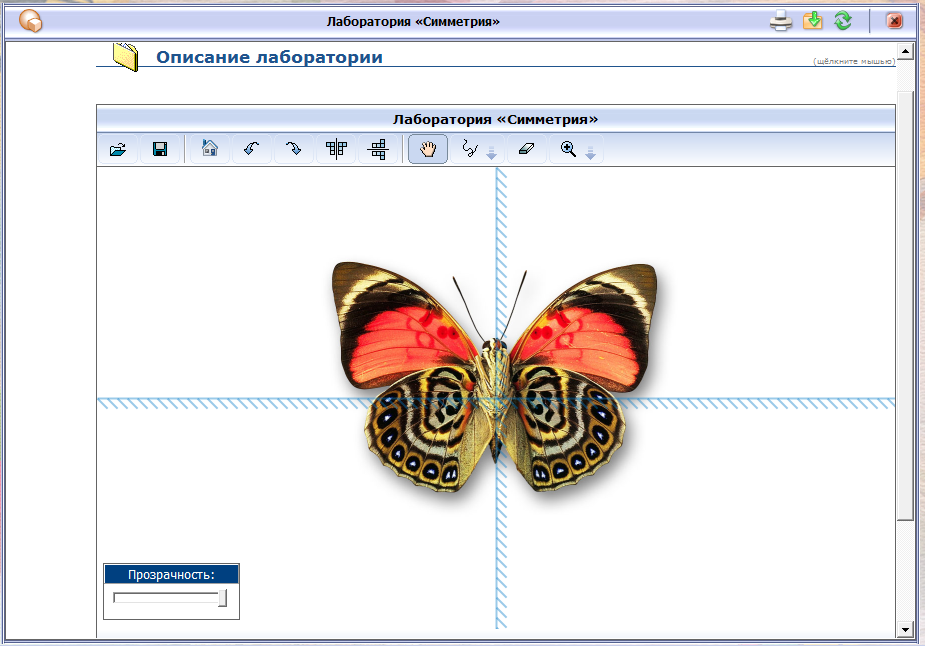 Лаборатория «Симметрия»
Описание лаборатории
(щёлкните мышью)
Лаборатория «Симметрия»
Прозрачность: